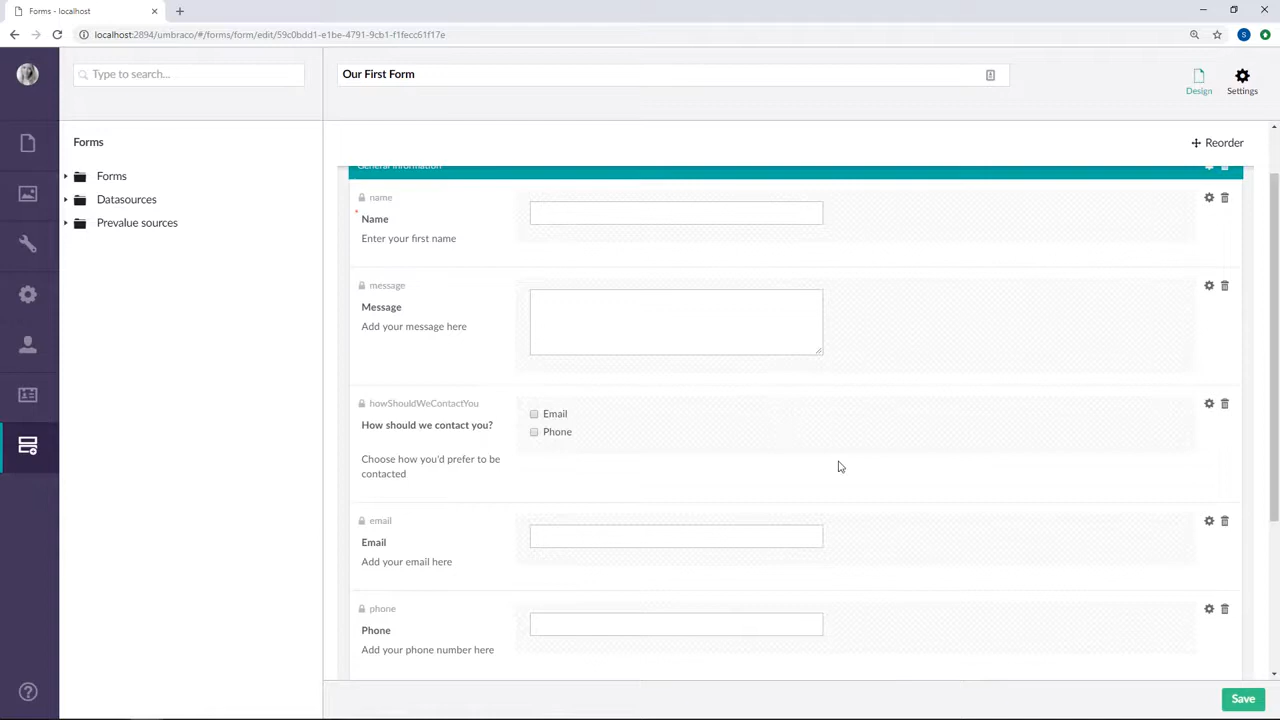 Forms - localhost
localhost:2894/umbraco/#/forms/form/edit/59c0bdd1-e1be-4791-9cb1-f1fecc61f17e
S
Type to search...
Our First Form
Design
Settings
Forms
Reorder
Forms
Datasources
Prevalue sources
General Information
name
Name
Enter your first name
message
Message
Add your message here
howShouldWeContactYou
How should we contact you?
Choose how you'd prefer to be
contacted
Email
Phone
email
Email
Add your email here
phone
Phone
Add your phone number here
Save